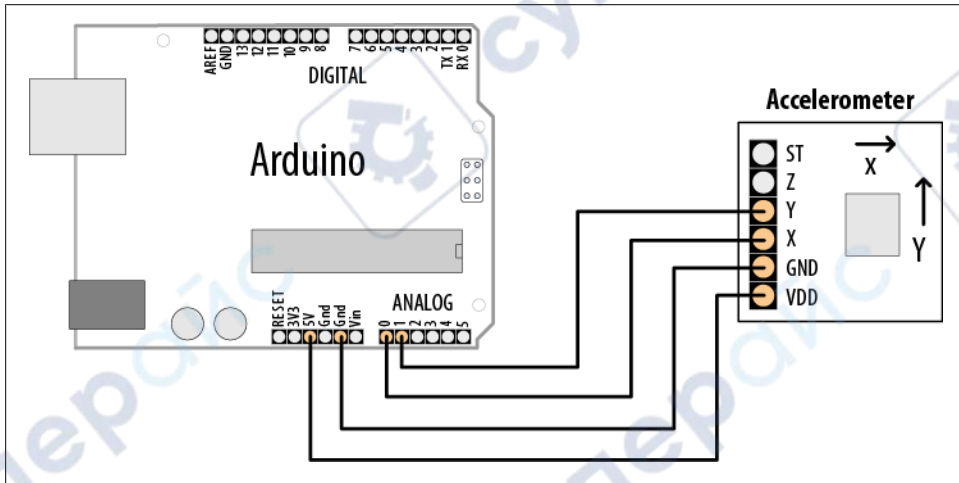 AREF
GND
13
12
11
10
9
8
7
6
5
4
3
2
TX 1
RX 0
DIGITAL
Arduino
ANALOG
RESET
3V3
5V
Gnd
Gnd
Vin
0
1
2
3
4
5
Accelerometer
ST
Z
Y
X
GND
VDD
X
Y